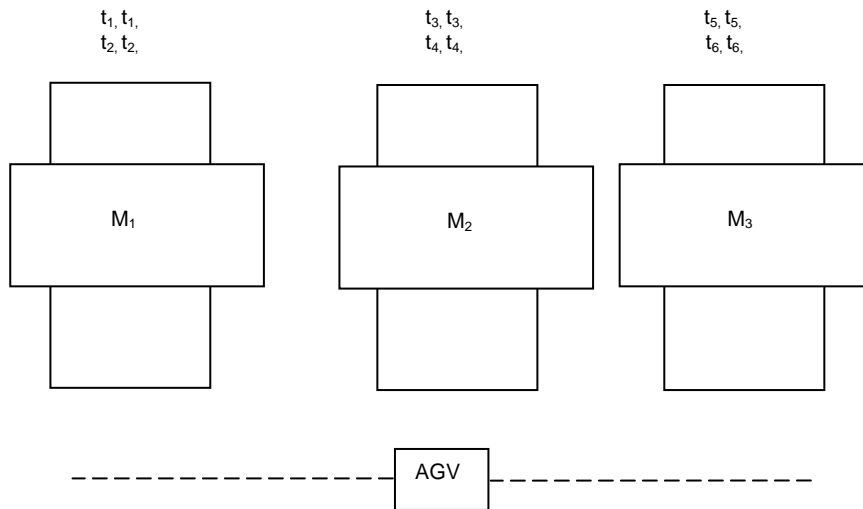 t₁, t₁,
t₂, t₂,
t₃, t₃,
t₄, t₄,
t₅, t₅,
t₆, t₆,
M₁
M₂
M₃
AGV